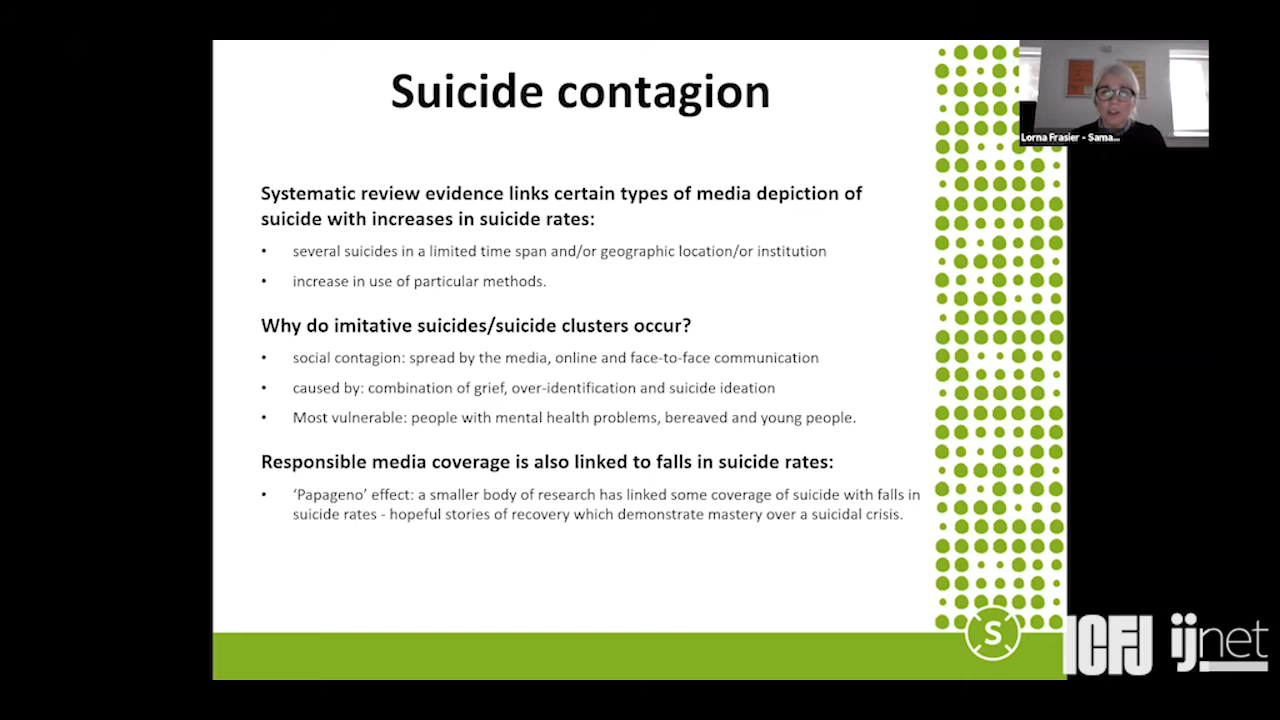 Suicide contagion
Lorna Frasier - Sama...
Systematic review evidence links certain types of media depiction of
suicide with increases in suicide rates:
• several suicides in a limited time span and/or geographic location/or institution
• increase in use of particular methods.
Why do imitative suicides/suicide clusters occur?
• social contagion: spread by the media, online and face-to-face communication
• caused by: combination of grief, over-identification and suicide ideation
• Most vulnerable: people with mental health problems, bereaved and young people.
Responsible media coverage is also linked to falls in suicide rates:
• ‘Papageno’ effect: a smaller body of research has linked some coverage of suicide with falls in
suicide rates - hopeful stories of recovery which demonstrate mastery over a suicidal crisis.
S
ICFJ ijnet